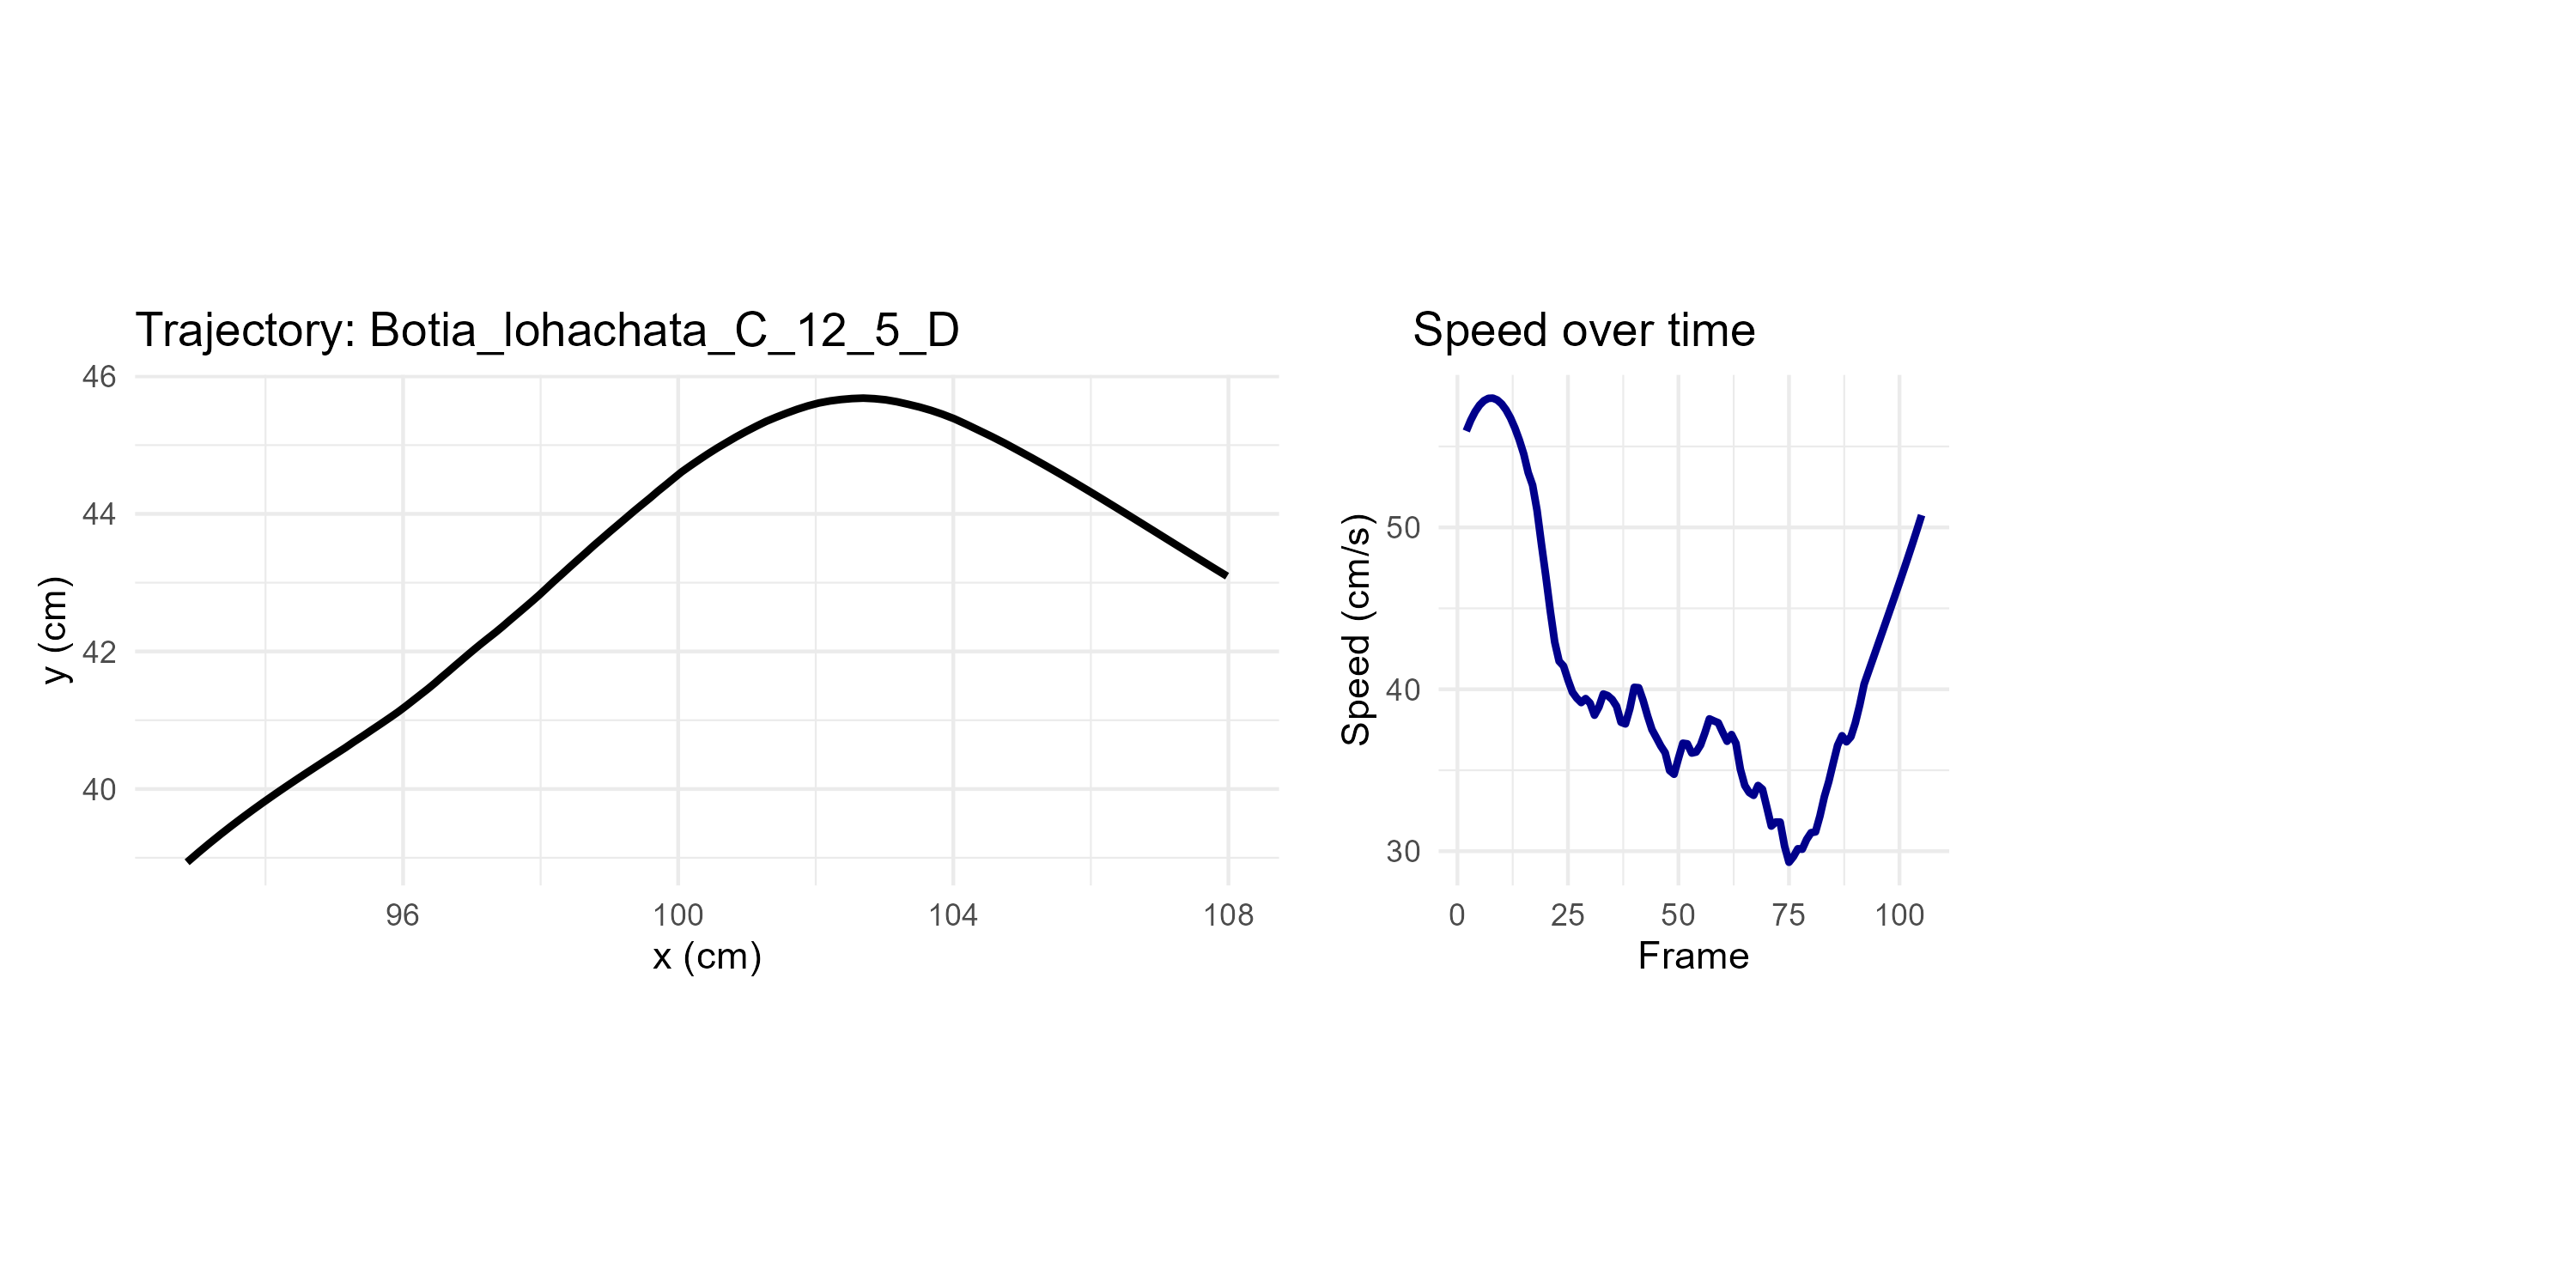 Trajectory: Botia_lohachata_C_12_5_D
46
44
42
40
y (cm)
96 100 104 108
x (cm)
Speed over time
50
40
30
Speed (cm/s)
0 25 50 75 100
Frame